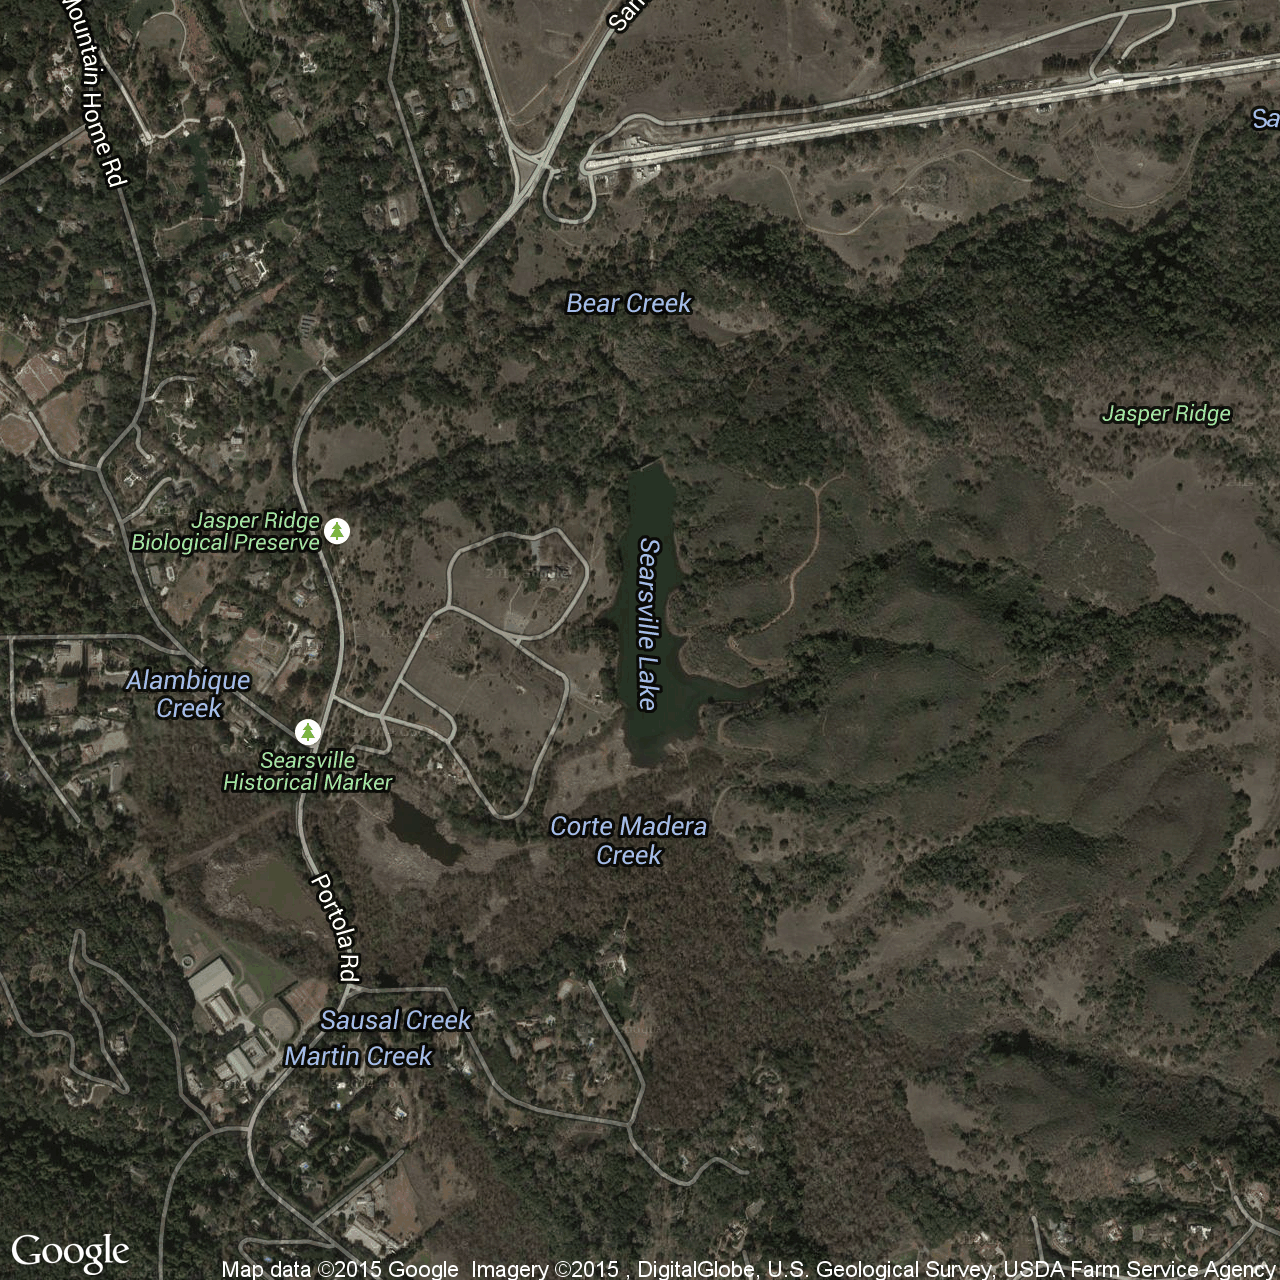 San
Mountain Home Rd
Sa
Bear Creek
Jasper Ridge
Jasper Ridge
Biological Preserve
Searsville Lake
Alambique
Creek
Searsville
Historical Marker
Corte Madera
Creek
Portola Rd
Sausal Creek
Martin Creek
Google
Map data ©2015 Google Imagery ©2015 , DigitalGlobe, U.S. Geological Survey, USDA Farm Service Agency